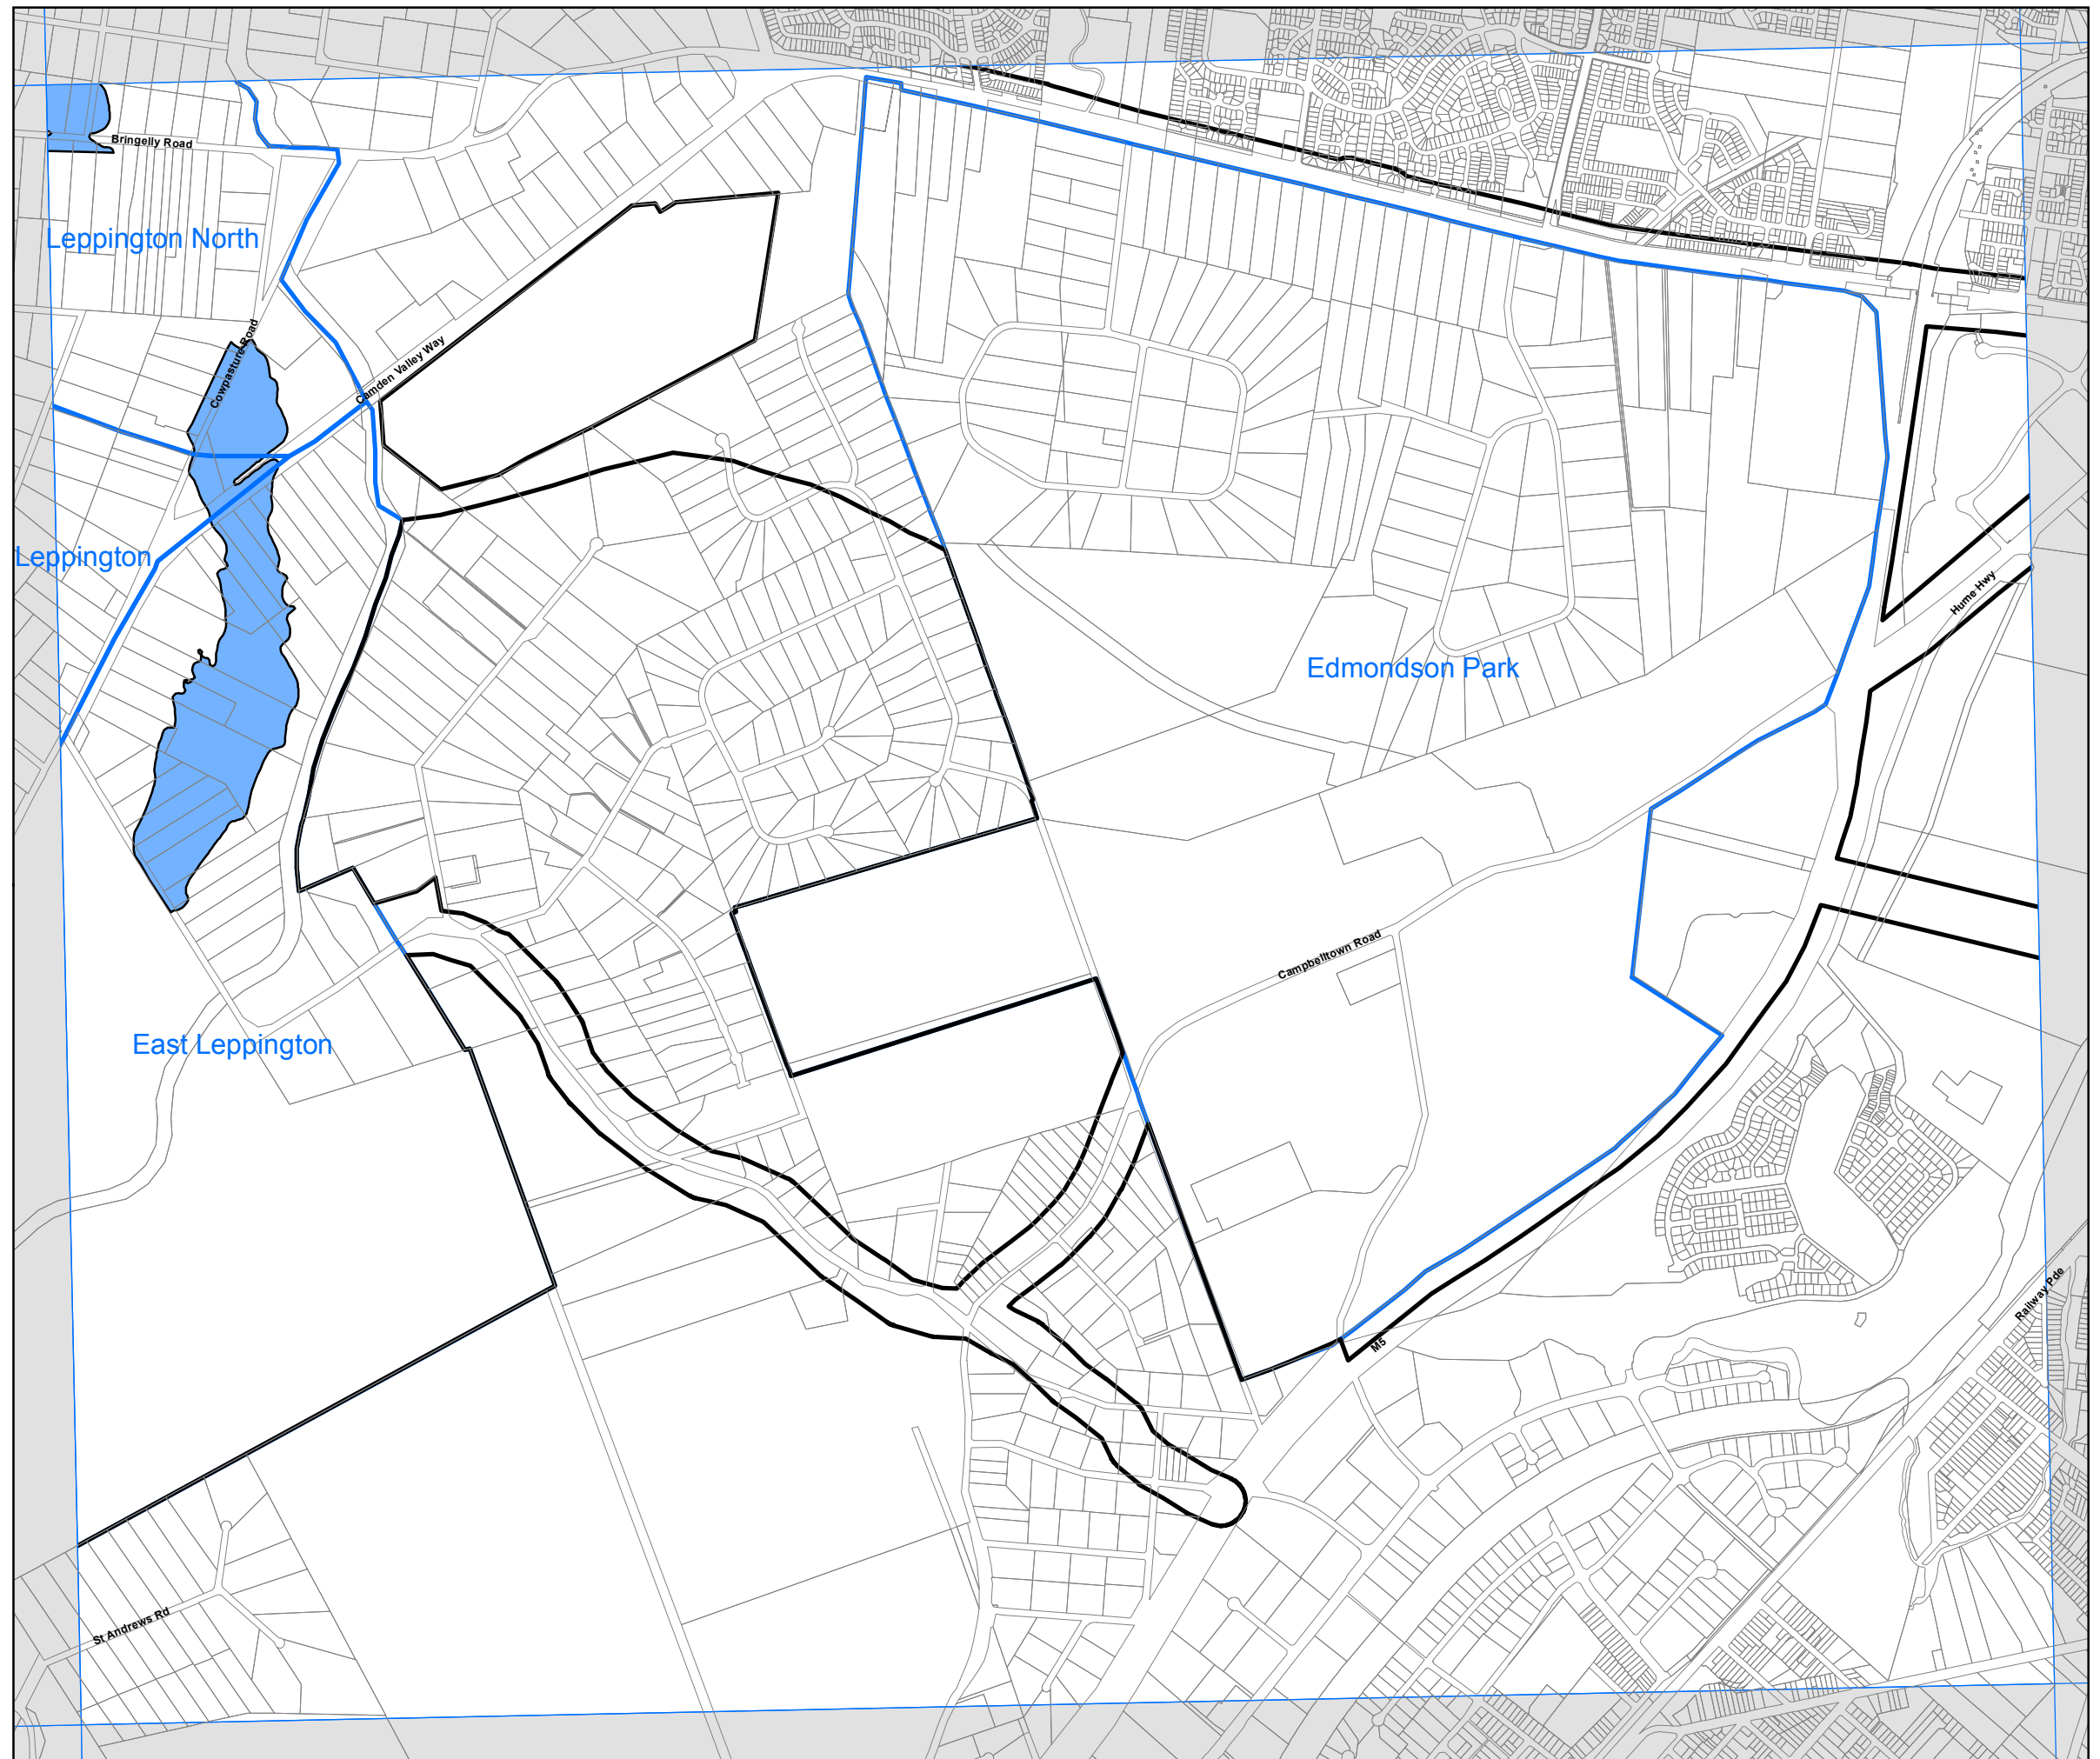 Bringelly Road
Leppington North
Cowpasture Road
Camden Valley Way
Leppington
Hume Hwy
Edmondson Park
Campbelltown Road
East Leppington
Railway Pde
M5
St Andrews Rd